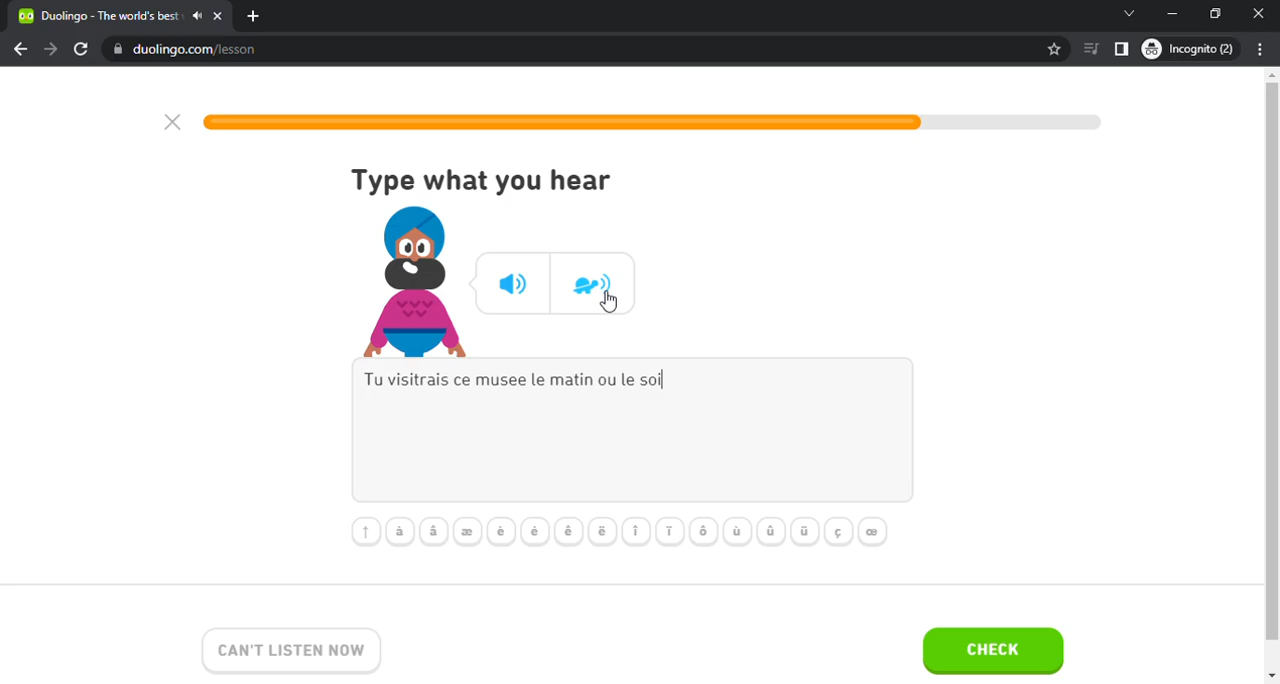 Duolingo - The world's best
duolingo.com/lesson
Incognito (2)
Type what you hear
Tu visitrais ce musee le matin ou le soi
↑ à â æ è é ê ë î ï ô ù û ü ç œ
CAN'T LISTEN NOW
CHECK